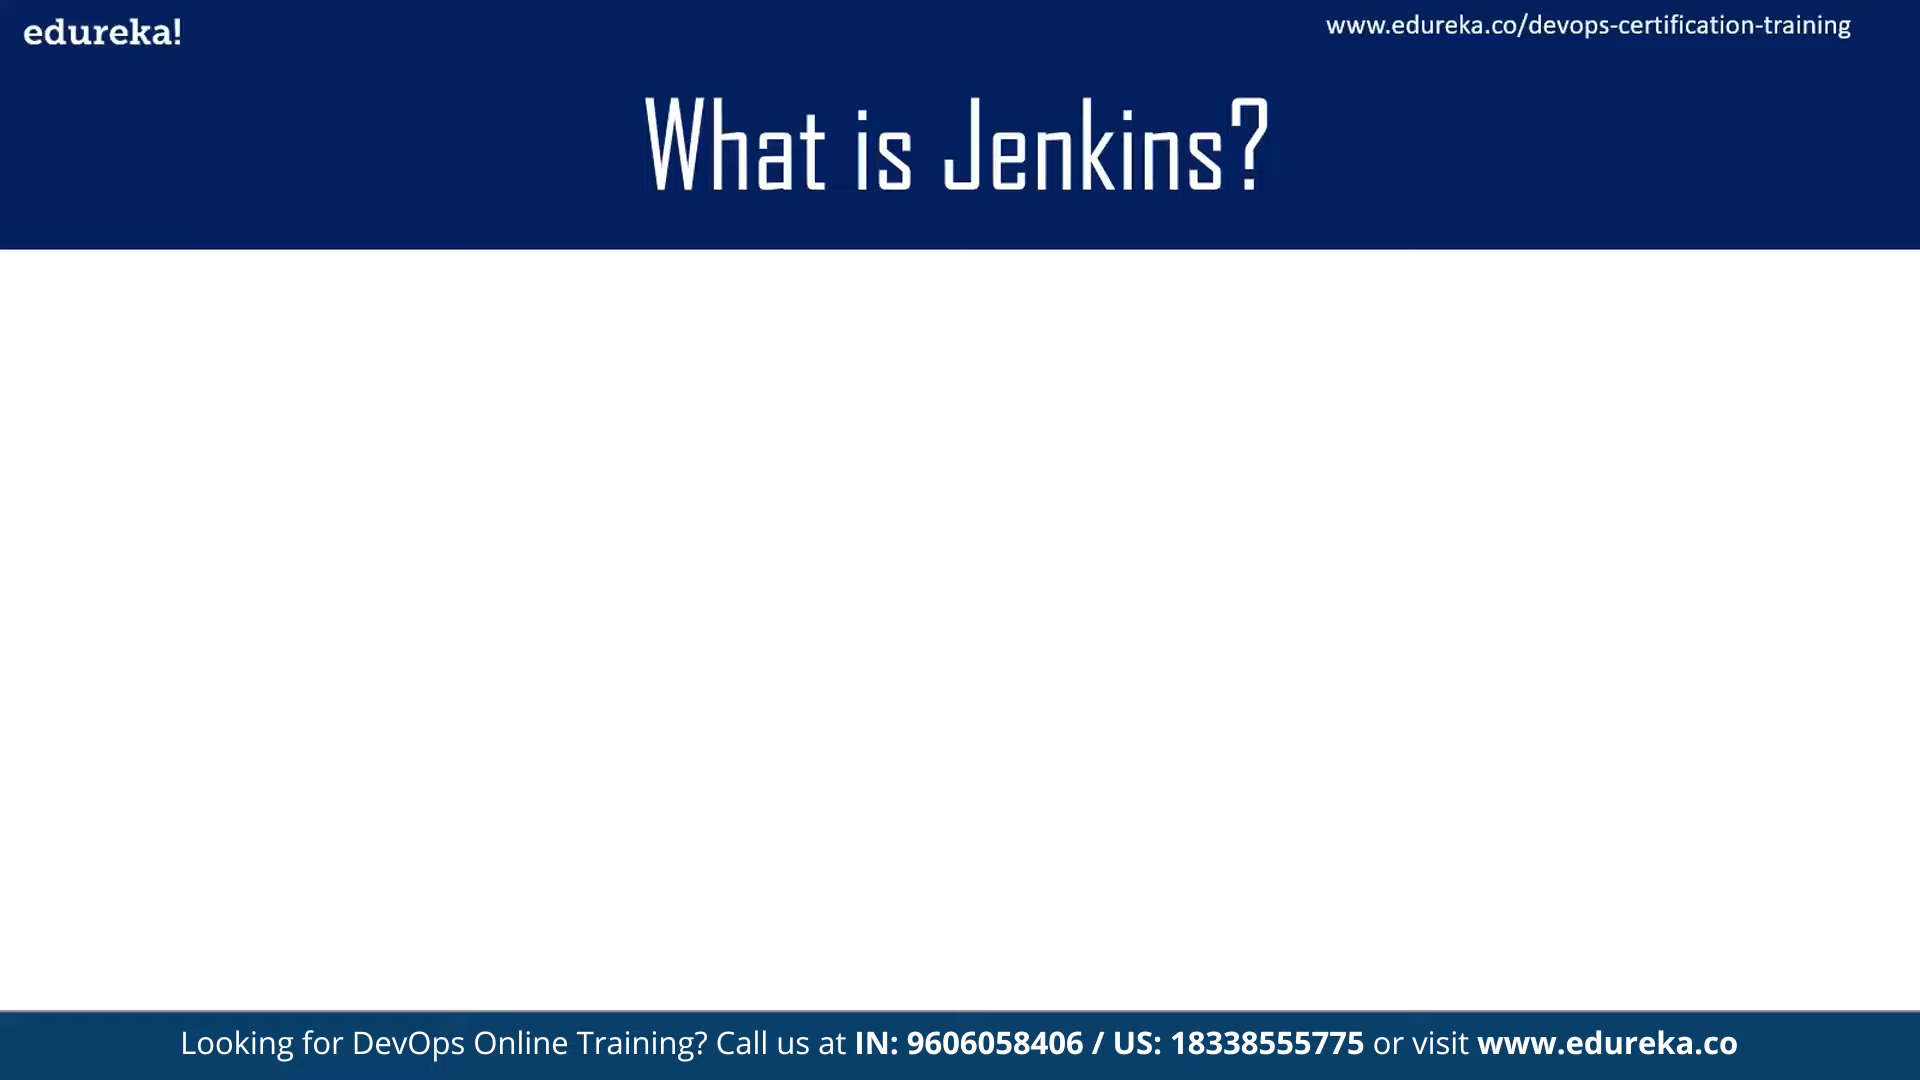 edureka!
www.edureka.co/devops-certification-training
What is Jenkins?
Looking for DevOps Online Training? Call us at IN: 9606058406 / US: 18338555775 or visit www.edureka.co